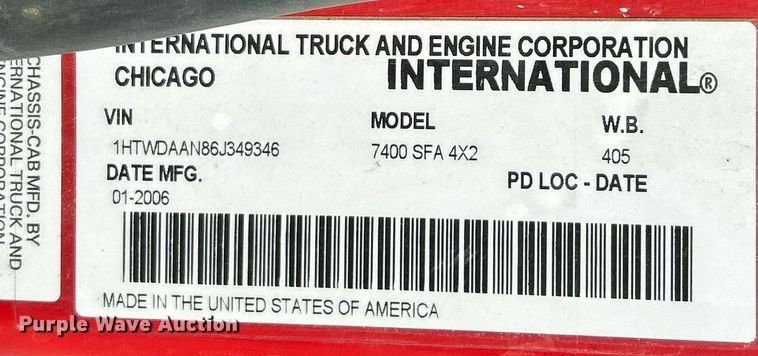 INTERNATIONAL TRUCK AND ENGINE CORPORATION
CHICAGO INTERNATIONAL®
VIN MODEL W.B.
1HTWDAAN86J349346 7400 SFA 4X2 405
DATE MFG. PD LOC - DATE
01-2006
MADE IN THE UNITED STATES OF AMERICA
CHASSIS-CAB MFD. BY
ERNATIONAL TRUCK AND
NGINE CORPORATION
Purple Wave Auction